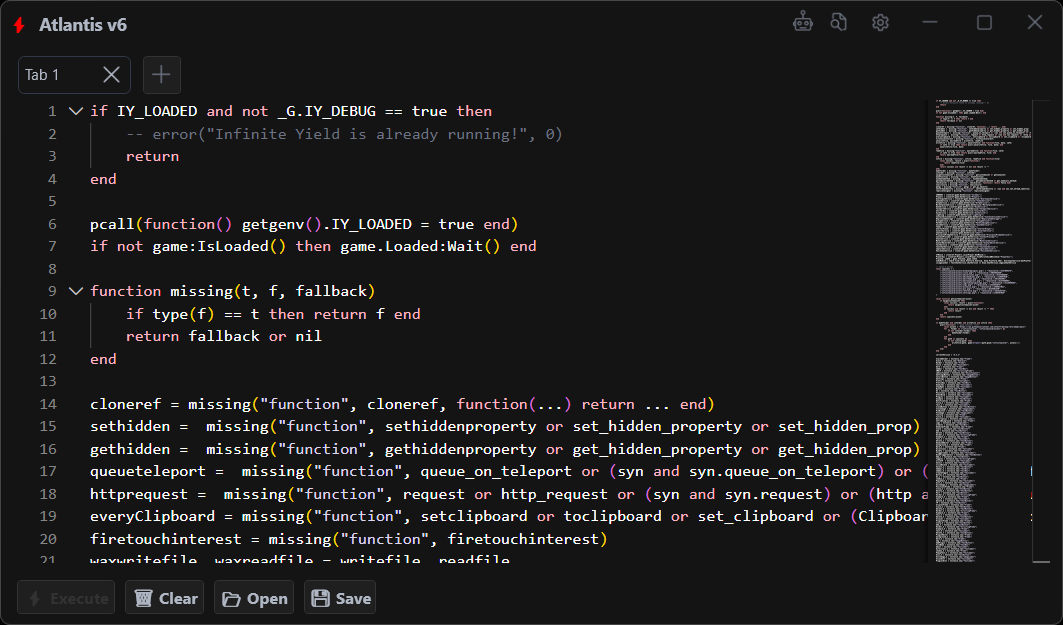 Atlantis v6
Tab 1
1 if IY_LOADED and not _G.IY_DEBUG == true then
2 -- error("Infinite Yield is already running!", 0)
3 return
4 end
5
6 pcall(function() getgenv().IY_LOADED = true end)
7 if not game:IsLoaded() then game.Loaded:Wait() end
8
9 function missing(t, f, fallback)
10 if type(f) == t then return f end
11 return fallback or nil
12 end
13
14 cloneref = missing("function", cloneref, function(...) return ... end)
15 sethidden =  missing("function", sethiddenproperty or set_hidden_property or set_hidden_prop)
16 gethidden =  missing("function", gethiddenproperty or get_hidden_property or get_hidden_prop)
17 queueteleport =  missing("function", queue_on_teleport or (syn and syn.queue_on_teleport) or (
18 httprequest =  missing("function", request or http_request or (syn and syn.request) or (http a
19 everyClipboard = missing("function", setclipboard or toclipboard or set_clipboard or (Clipboar
20 firetouchinterest = missing("function", firetouchinterest)
21 waxwritefile, waxreadfile = writefile, readfile
Execute Clear Open Save